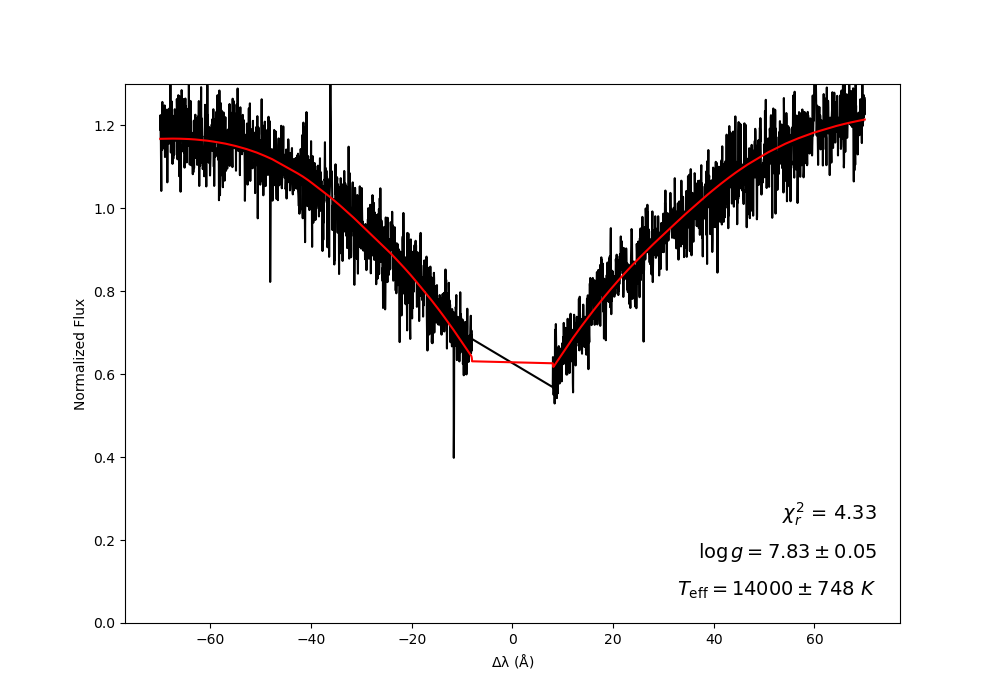 1.2
1.0
0.8
0.6
0.4
0.2
0.0
Normalized Flux
χ²ᵣ = 4.33
log g = 7.83 ± 0.05
T_eff = 14000 ± 748 K
−60 −40 −20 0 20 40 60
Δλ (Å)